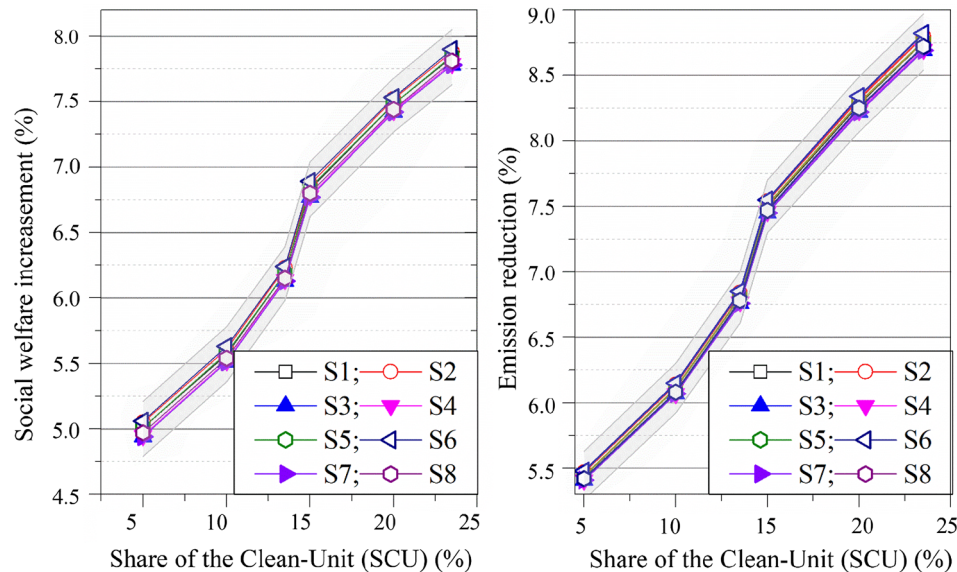 Social welfare increasement (%)
8.0
7.5
7.0
6.5
6.0
5.5
5.0
4.5
5 10 15 20 25
Share of the Clean-Unit (SCU) (%)
S1; S2
S3; S4
S5; S6
S7; S8
Emission reduction (%)
9.0
8.5
8.0
7.5
7.0
6.5
6.0
5.5
5 10 15 20 25
Share of the Clean-Unit (SCU) (%)
S1; S2
S3; S4
S5; S6
S7; S8